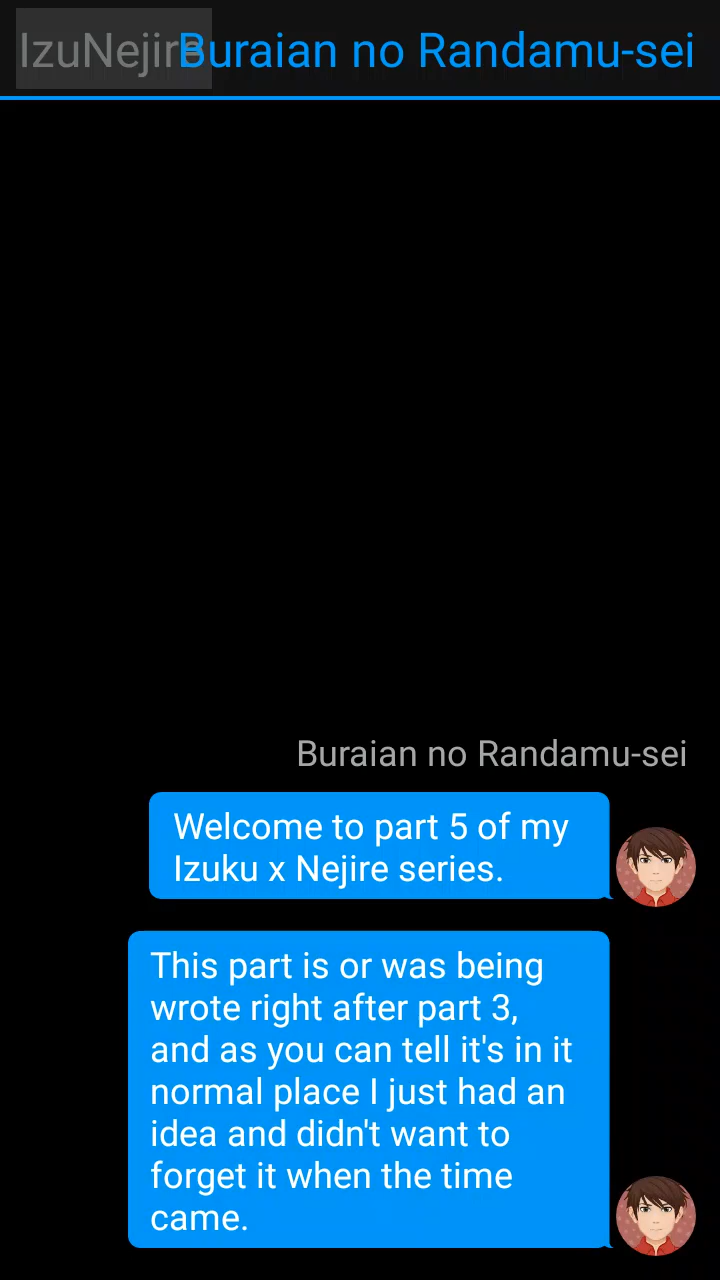 IzuNejire Buraian no Randamu-sei
Buraian no Randamu-sei
Welcome to part 5 of my
Izuku x Nejire series.
This part is or was being
wrote right after part 3,
and as you can tell it's in it
normal place I just had an
idea and didn't want to
forget it when the time
came.